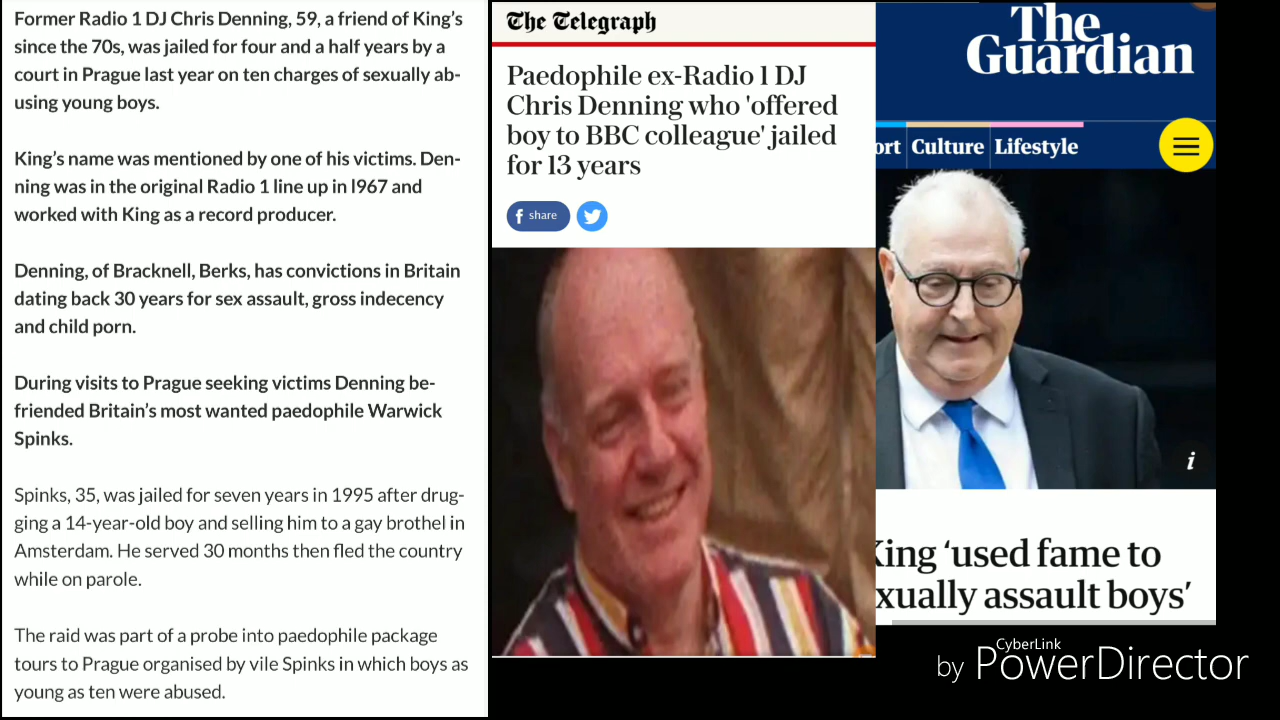 Former Radio 1 DJ Chris Denning, 59, a friend of King’s
since the 70s, was jailed for four and a half years by a
court in Prague last year on ten charges of sexually ab-
using young boys.
King’s name was mentioned by one of his victims. Den-
ning was in the original Radio 1 line up in l967 and
worked with King as a record producer.
Denning, of Bracknell, Berks, has convictions in Britain
dating back 30 years for sex assault, gross indecency
and child porn.
During visits to Prague seeking victims Denning be-
friended Britain’s most wanted paedophile Warwick
Spinks.
Spinks, 35, was jailed for seven years in 1995 after drug-
ging a 14-year-old boy and selling him to a gay brothel in
Amsterdam. He served 30 months then fled the country
while on parole.
The raid was part of a probe into paedophile package
tours to Prague organised by vile Spinks in which boys as
young as ten were abused.
The Telegraph
Paedophile ex-Radio 1 DJ
Chris Denning who 'offered
boy to BBC colleague' jailed
for 13 years
f share
The
Guardian
ort Culture Lifestyle
i
King ‘used fame to
xually assault boys’
CyberLink
by PowerDirector